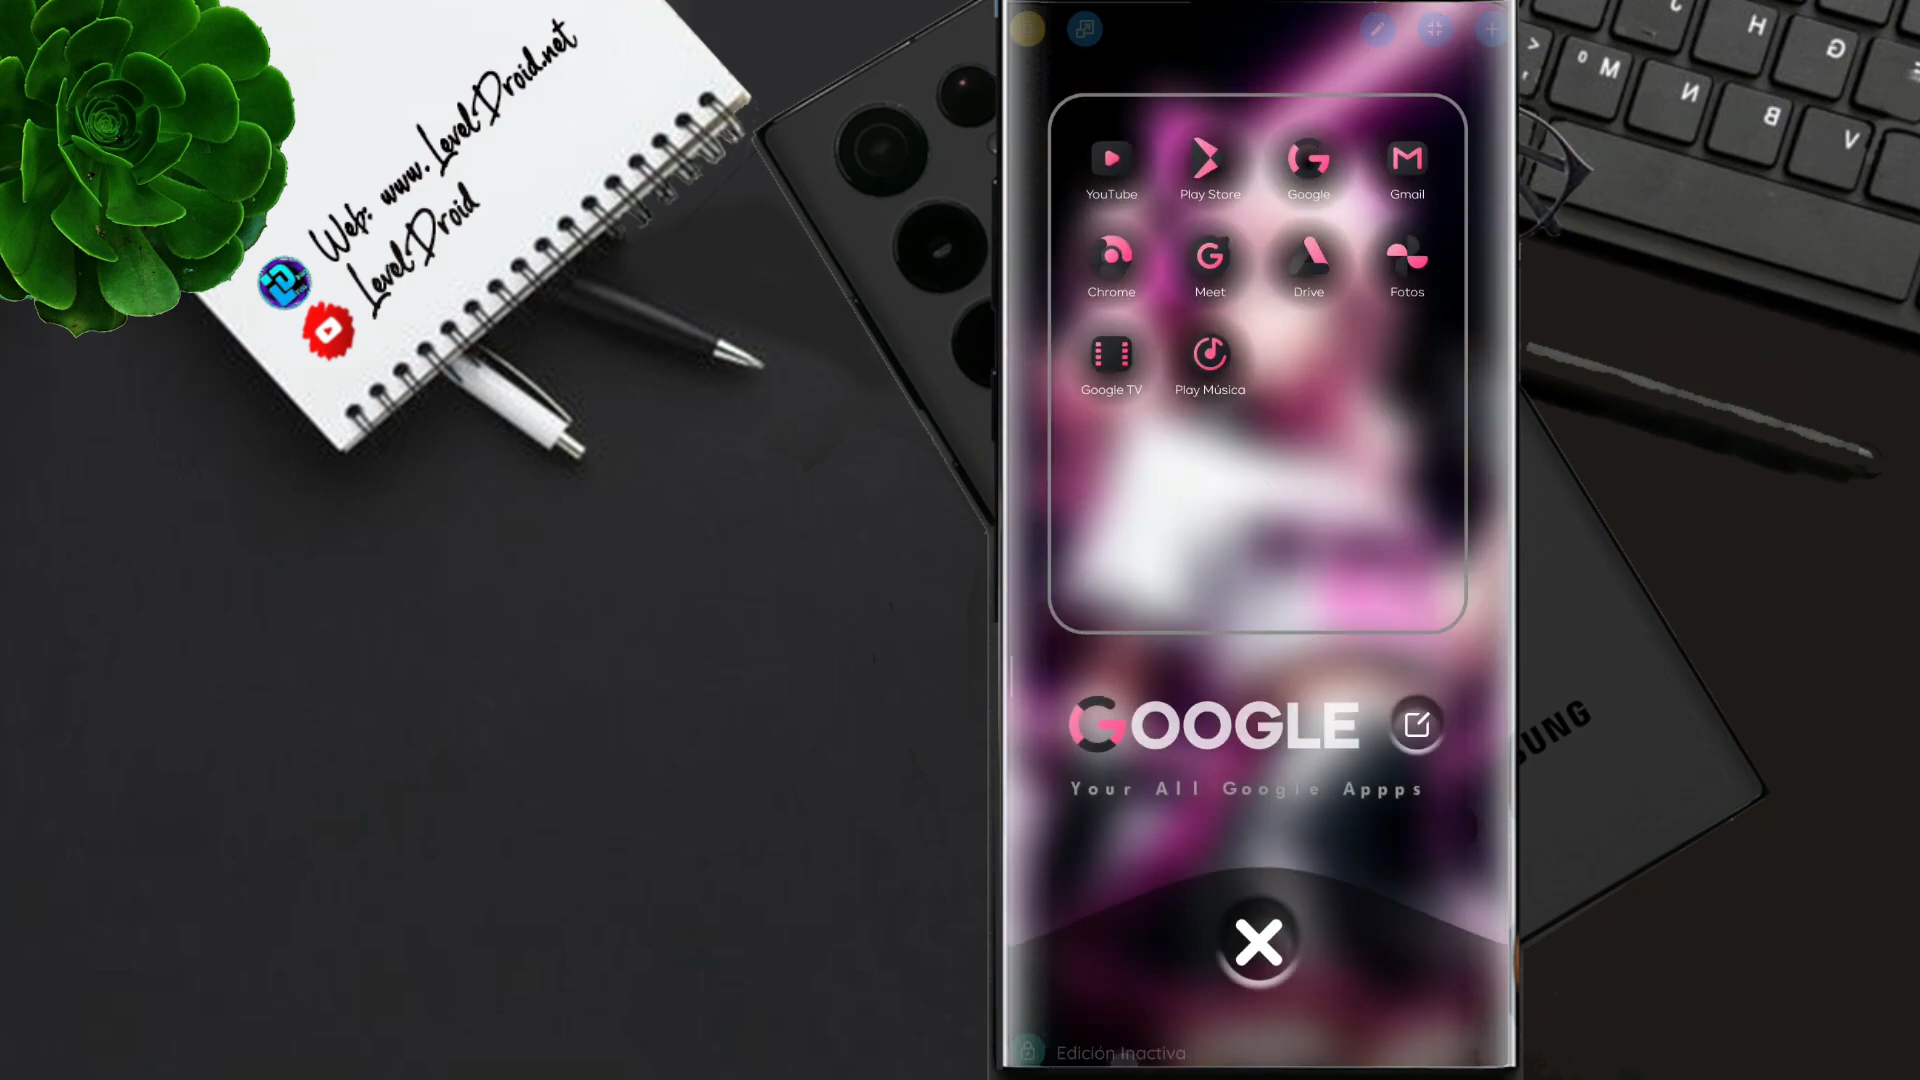 Web: www.LevelDroid.net
LevelDroid
YouTube
Play Store
Google
Gmail
Chrome
Meet
Drive
Fotos
Google TV
Play Música
GOOGLE
Your All Google Appps
Edición Inactiva
H
G
M
N
B
V
SUNG